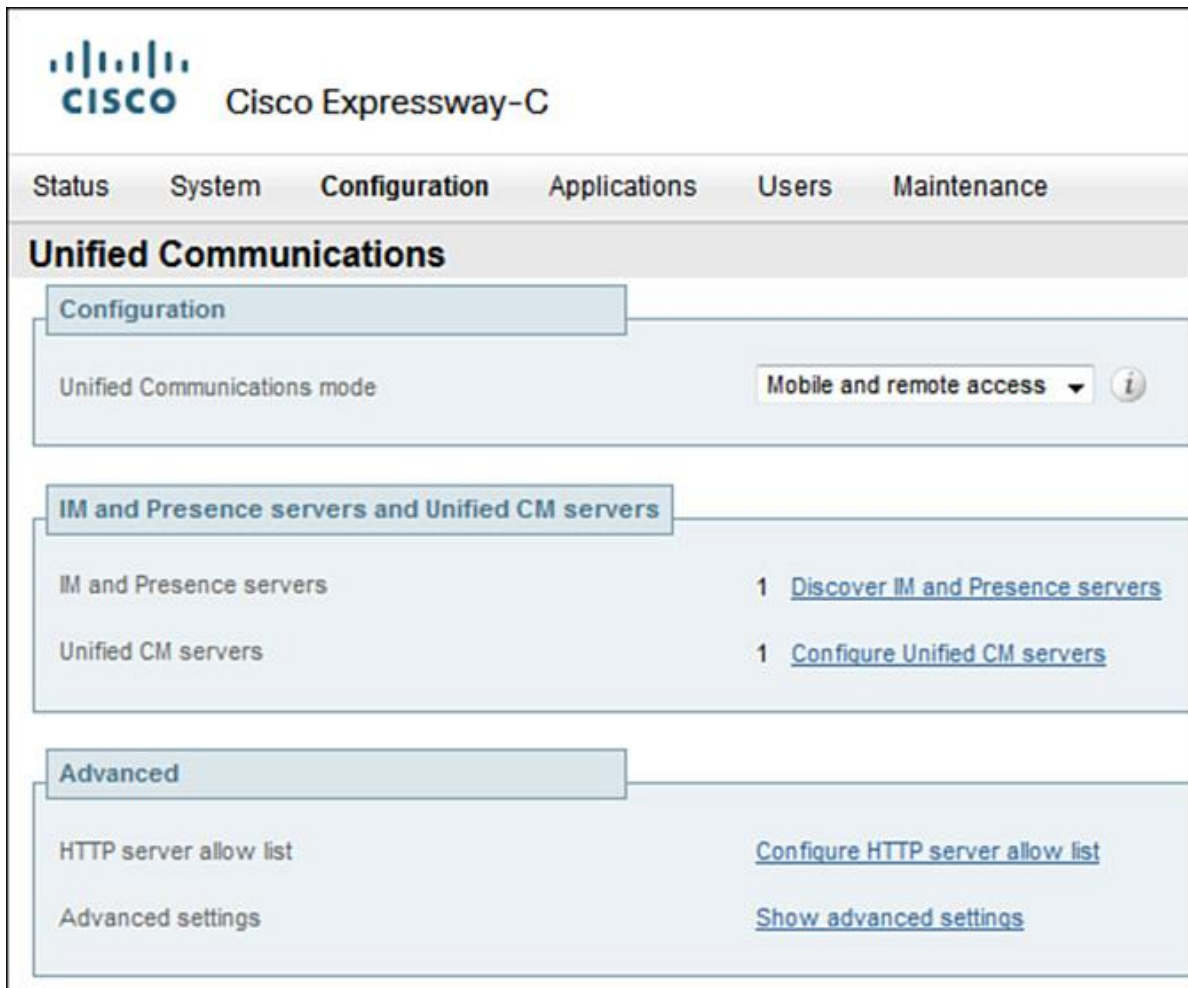 CISCO Cisco Expressway-C
Status System Configuration Applications Users Maintenance
Unified Communications
Configuration
Unified Communications mode Mobile and remote access i
IM and Presence servers and Unified CM servers
IM and Presence servers 1 Discover IM and Presence servers
Unified CM servers 1 Configure Unified CM servers
Advanced
HTTP server allow list Configure HTTP server allow list
Advanced settings Show advanced settings